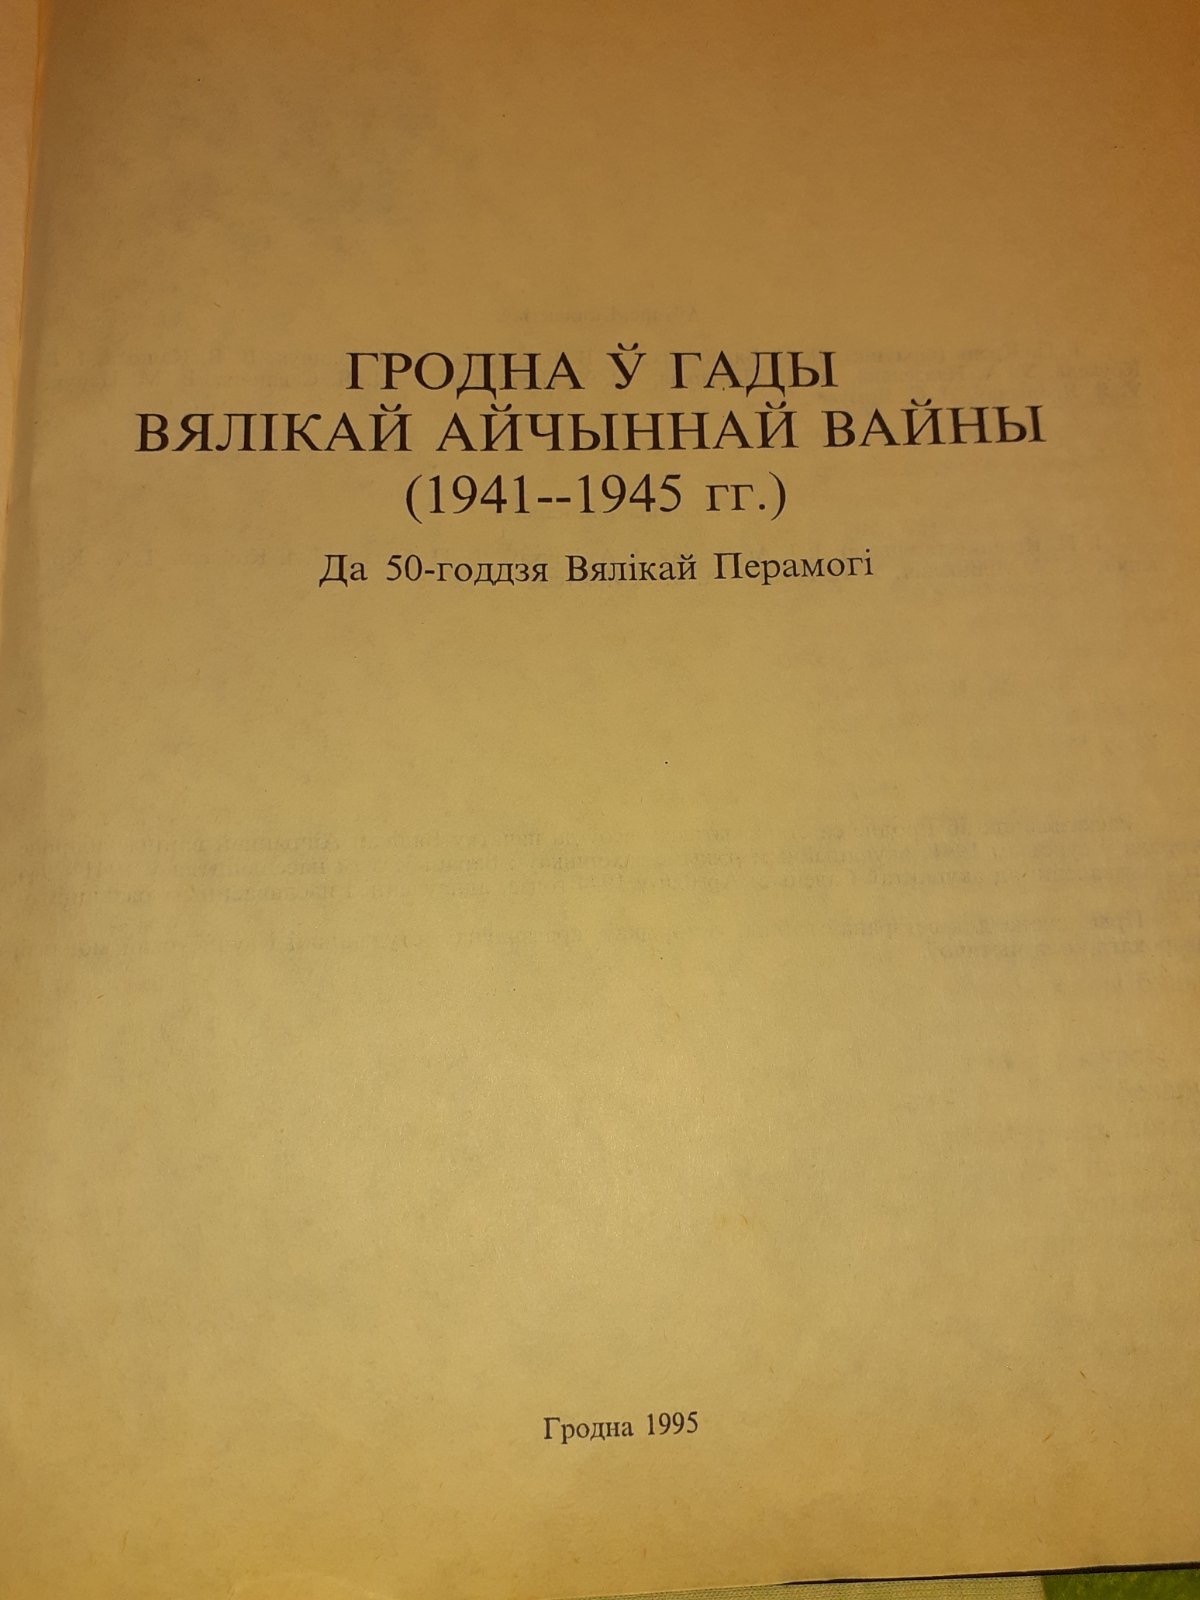 ГРОДНА Ў ГАДЫ
ВЯЛІКАЙ АЙЧЫННАЙ ВАЙНЫ
(1941--1945 гг.)
Да 50-годдзя Вялікай Перамогі
Гродна 1995